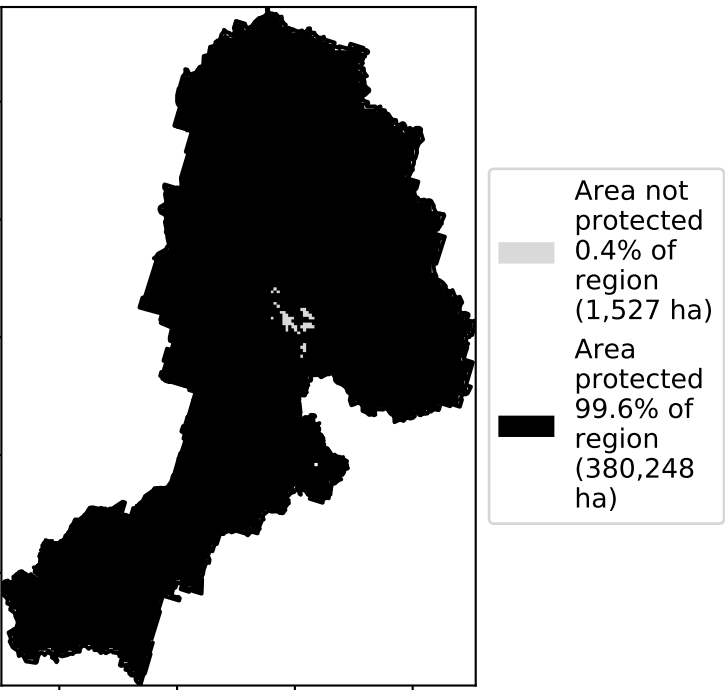 Area not
protected
0.4% of
region
(1,527 ha)
Area
protected
99.6% of
region
(380,248
ha)